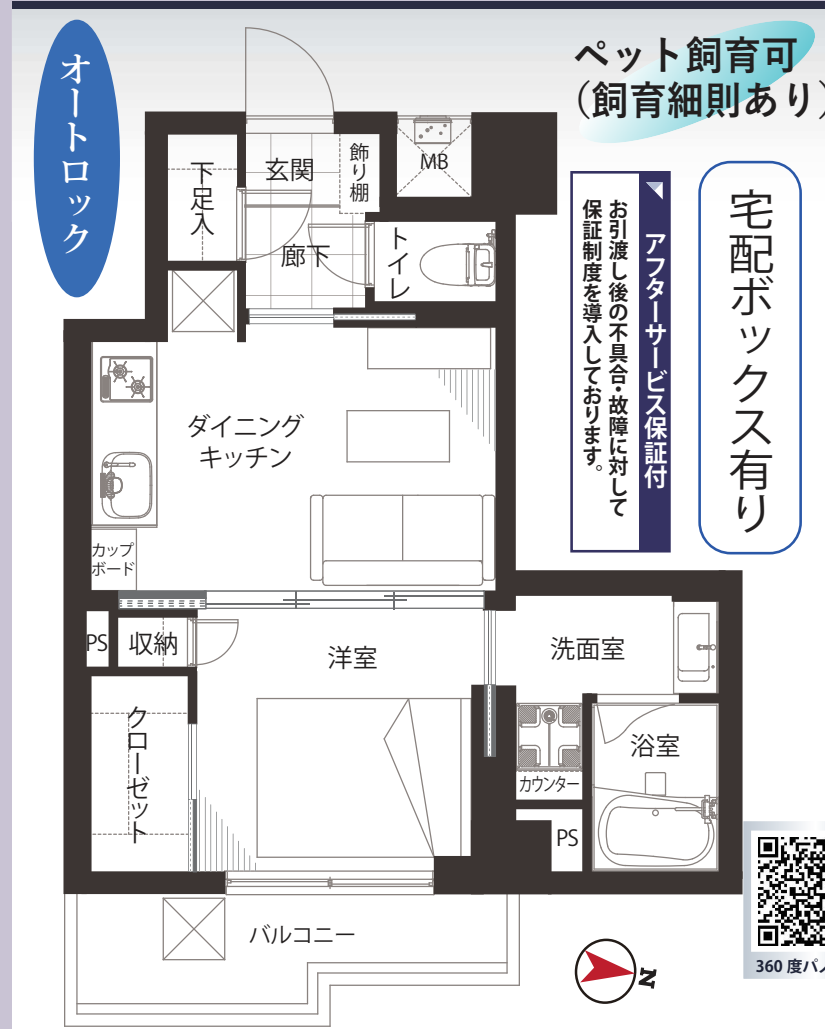 オートロック
ペット飼育可
(飼育細則あり)
宅配ボックス有り
アフターサービス保証付
お引渡し後の不具合・故障に対して
保証制度を導入しております。
下足入
玄関
飾り棚
MB
廊下
トイレ
ダイニング
キッチン
カップ
ボード
PS
収納
洋室
洗面室
クローゼット
カウンター
浴室
PS
バルコニー
N
360 度パノ